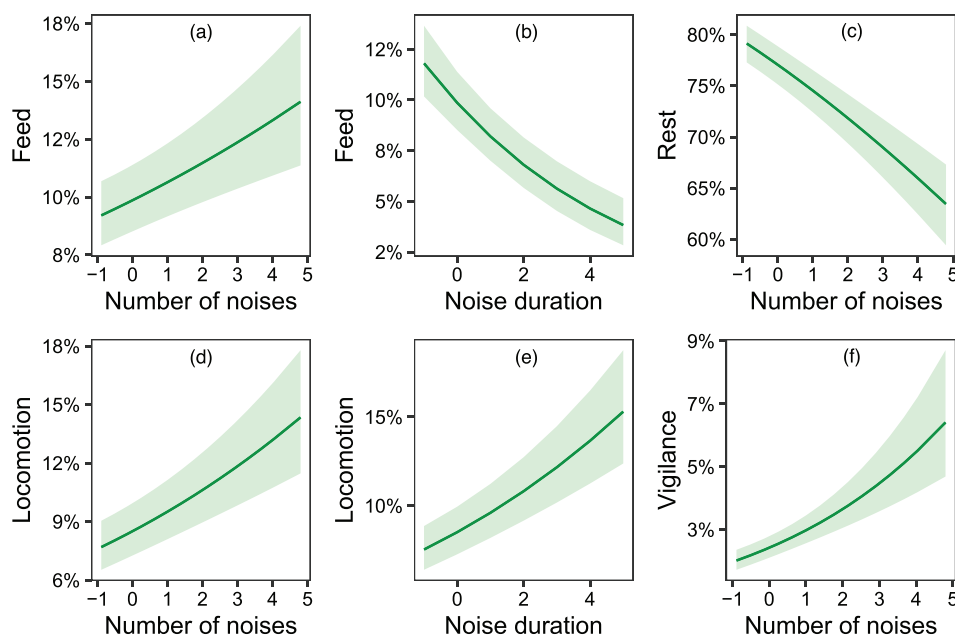 (a)
Feed
18%
15%
12%
10%
8%
−1 0 1 2 3 4 5
Number of noises
(b)
Feed
12%
10%
8%
5%
2%
0 2 4
Noise duration
(c)
Rest
80%
75%
70%
65%
60%
−1 0 1 2 3 4 5
Number of noises
(d)
Locomotion
18%
15%
12%
9%
6%
−1 0 1 2 3 4 5
Number of noises
(e)
Locomotion
15%
10%
0 2 4
Noise duration
(f)
Vigilance
9%
7%
5%
3%
−1 0 1 2 3 4 5
Number of noises